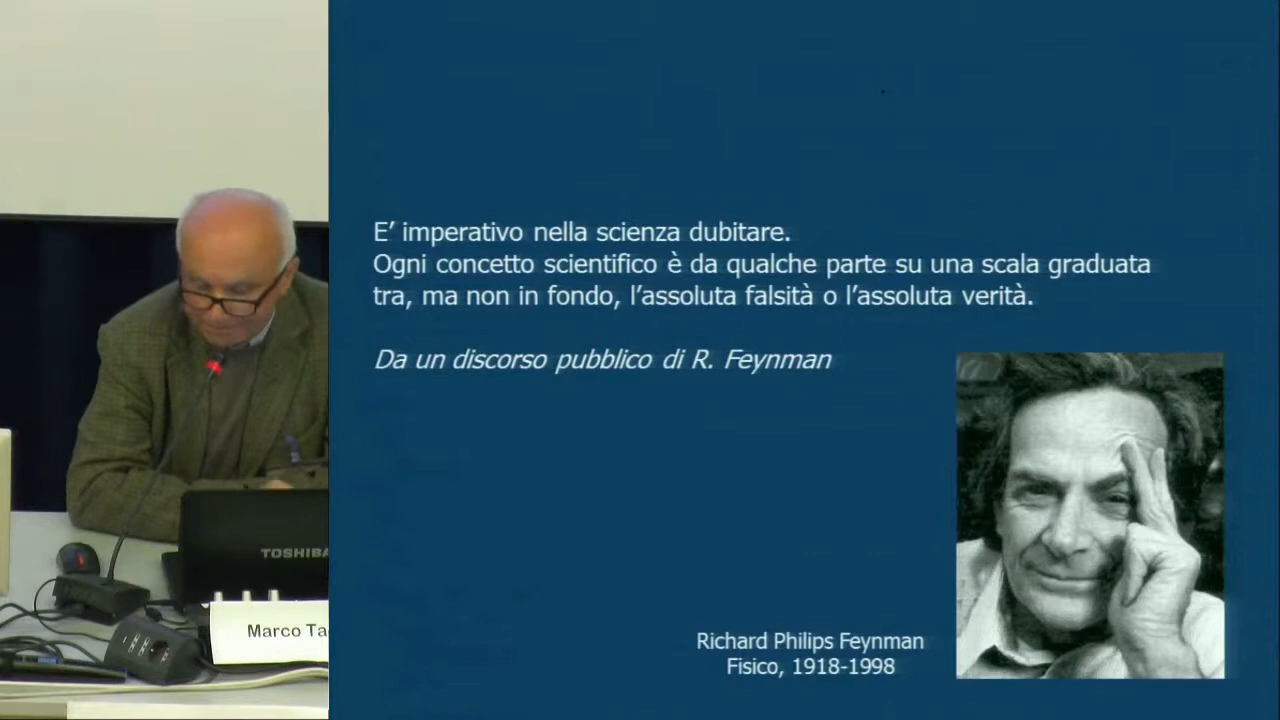 E’ imperativo nella scienza dubitare.
Ogni concetto scientifico è da qualche parte su una scala graduata
tra, ma non in fondo, l’assoluta falsità o l’assoluta verità.
Da un discorso pubblico di R. Feynman
Richard Philips Feynman
Fisico, 1918-1998
TOSHIBA
Marco